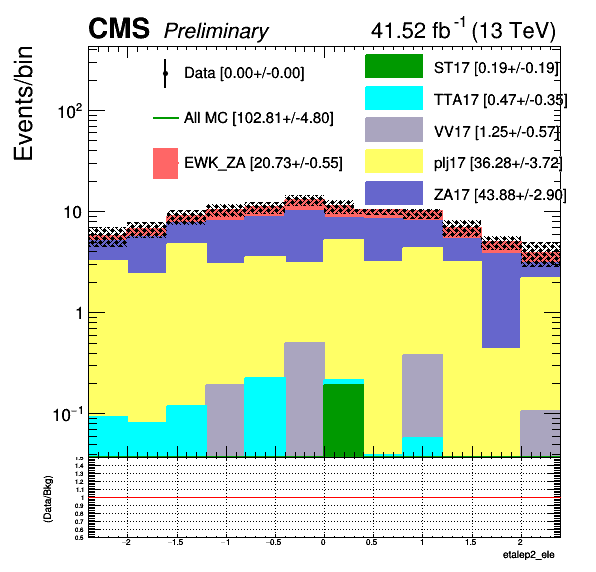 CMS Preliminary 41.52 fb-1 (13 TeV)
Events/bin
Data [0.00+/-0.00]
All MC [102.81+/-4.80]
EWK_ZA [20.73+/-0.55]
ST17 [0.19+/-0.19]
TTA17 [0.47+/-0.35]
VV17 [1.25+/-0.57]
plj17 [36.28+/-3.72]
ZA17 [43.88+/-2.90]
10²
10
1
10⁻¹
(Data/Bkg)
1.5
1.4
1.3
1.2
1.1
1
0.9
0.8
0.7
0.6
0.5
−2 −1.5 −1 −0.5 0 0.5 1 1.5 2
etalep2_ele